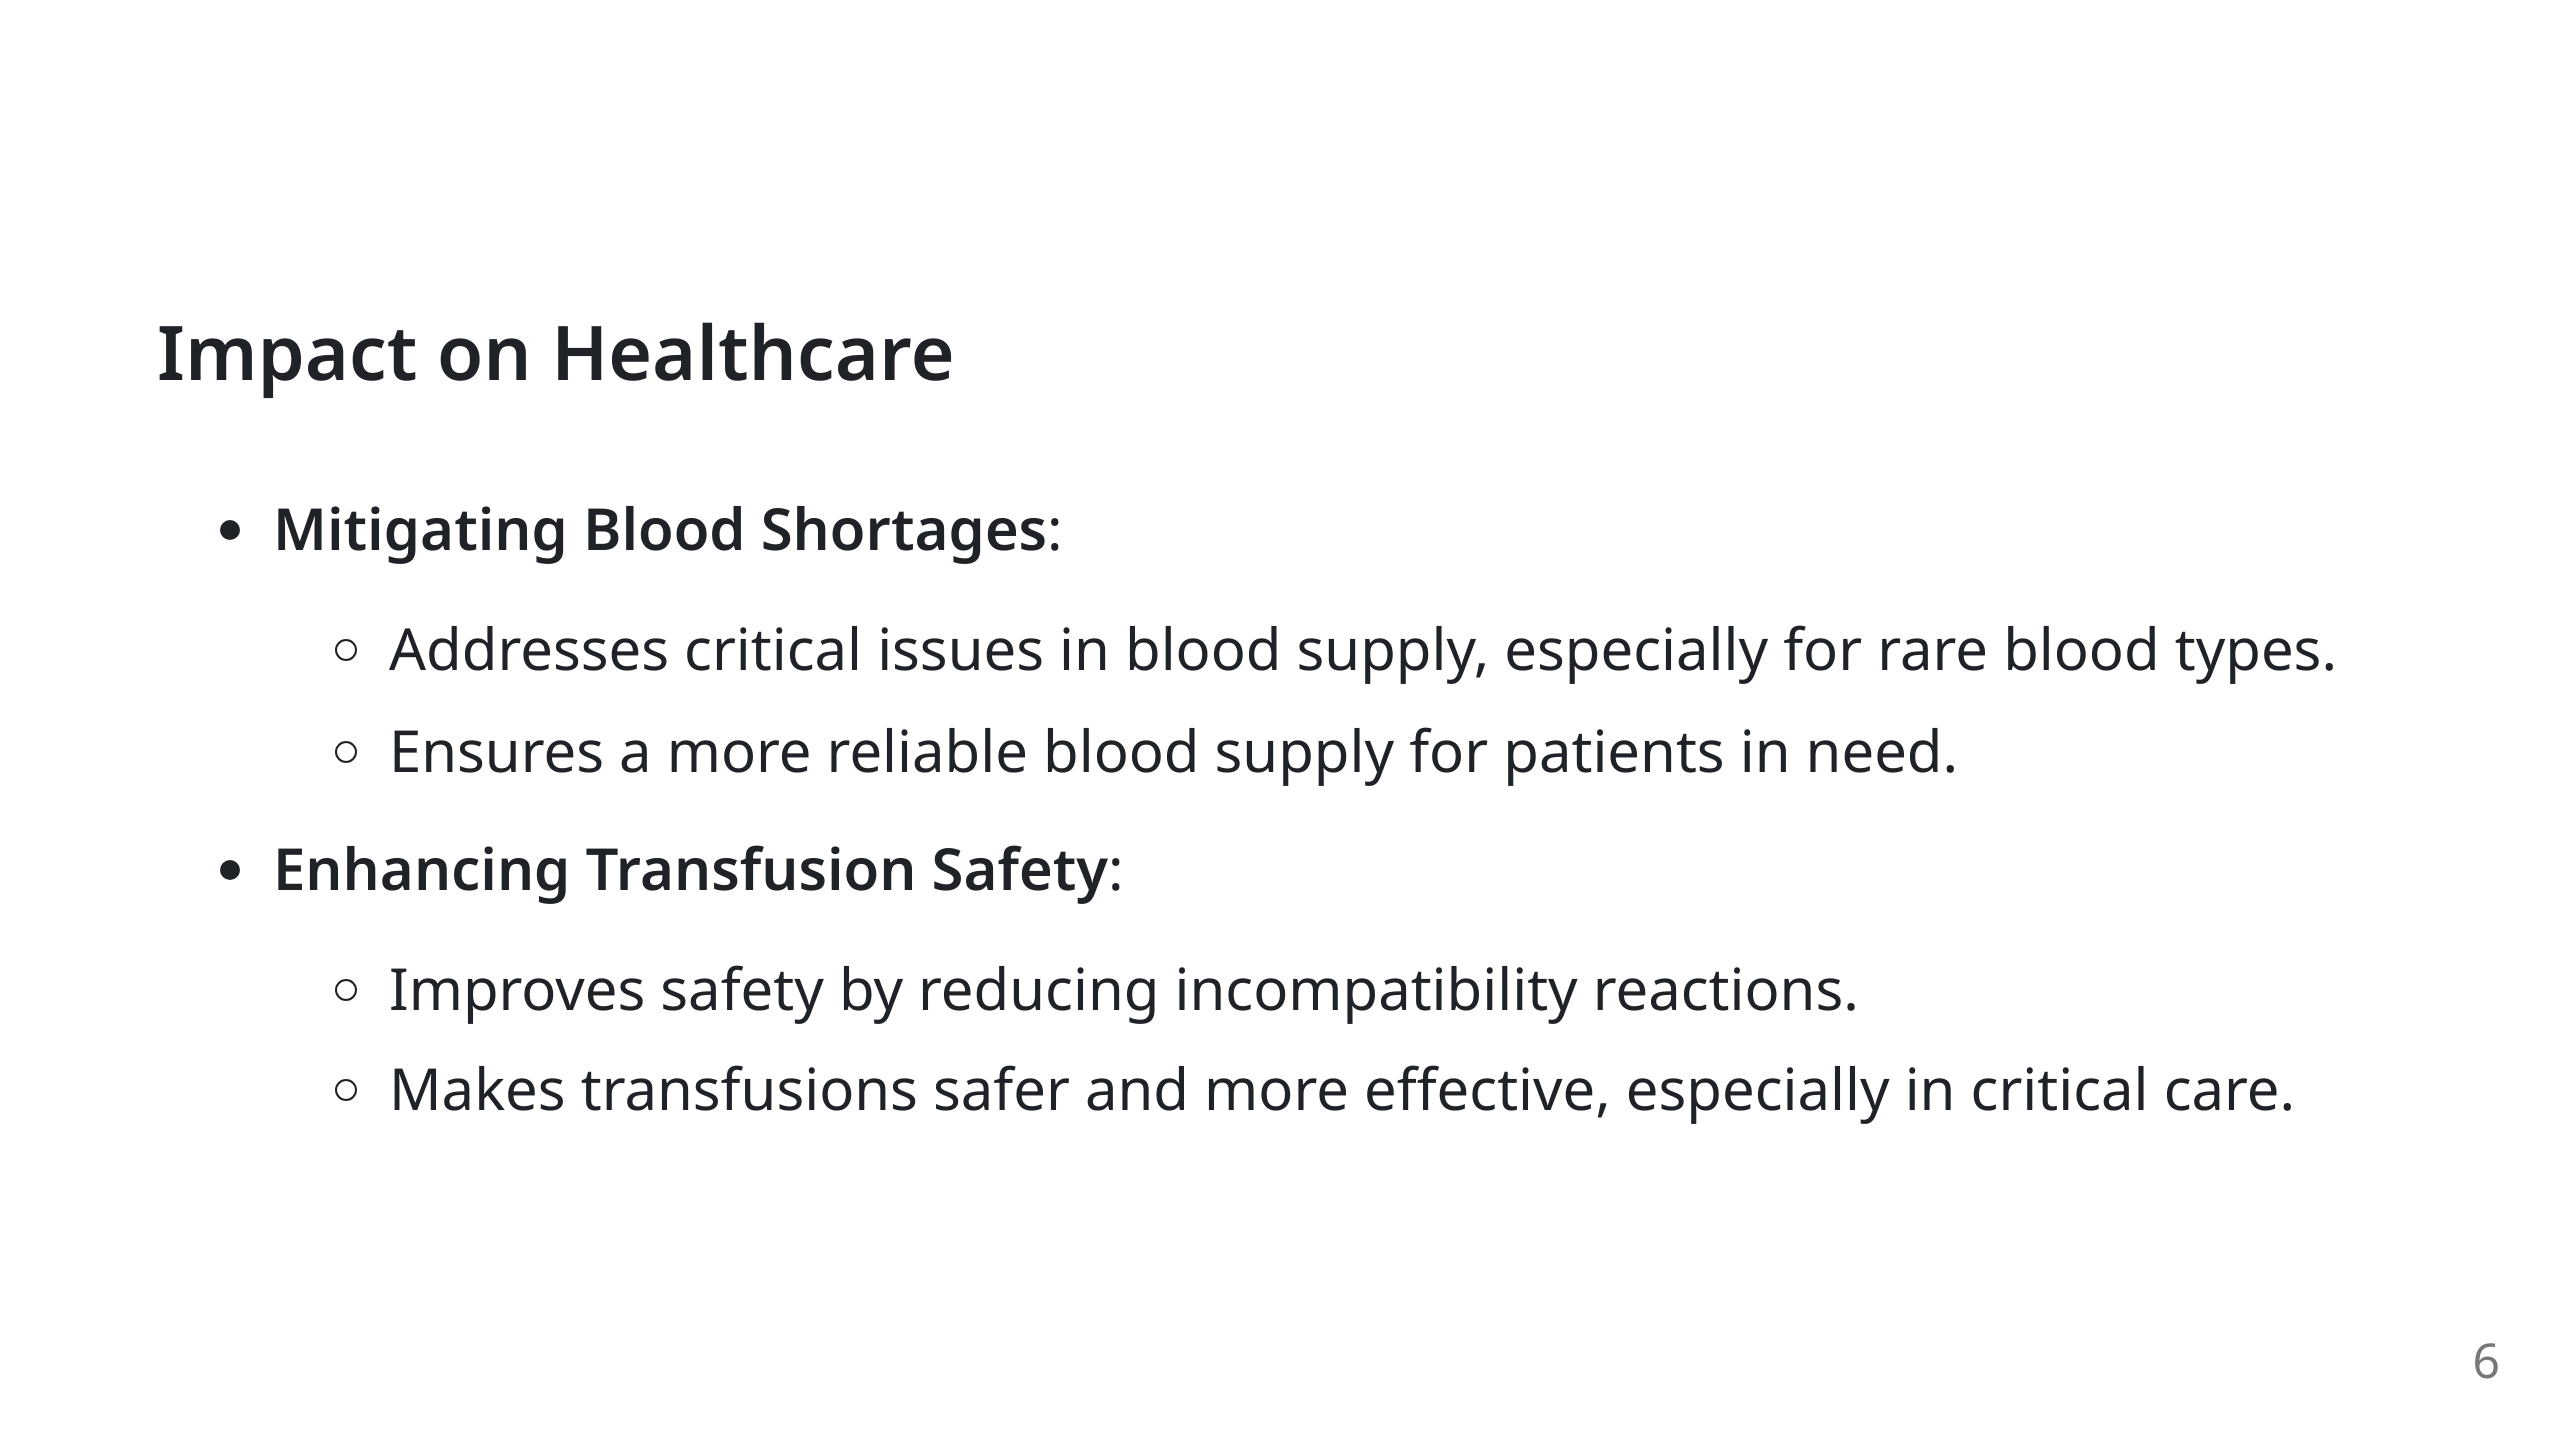 Impact on Healthcare
• Mitigating Blood Shortages:
◦ Addresses critical issues in blood supply, especially for rare blood types.
◦ Ensures a more reliable blood supply for patients in need.
• Enhancing Transfusion Safety:
◦ Improves safety by reducing incompatibility reactions.
◦ Makes transfusions safer and more effective, especially in critical care.
6